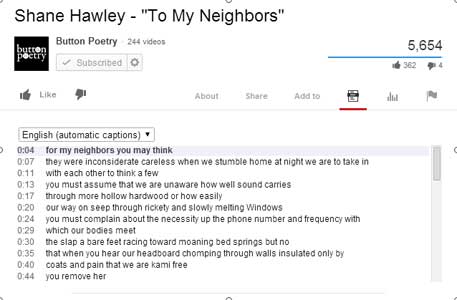 Shane Hawley - "To My Neighbors"
button poetry
Button Poetry · 244 videos
Subscribed
5,654
362 4
Like About Share Add to
English (automatic captions)
0:04 for my neighbors you may think
0:07 they were inconsiderate careless when we stumble home at night we are to take in
0:11 with each other to think a few
0:13 you must assume that we are unaware how well sound carries
0:17 through more hollow hardwood or how easily
0:20 our way on seep through rickety and slowly melting Windows
0:24 you must complain about the necessity up the phone number and frequency with
0:29 which our bodies meet
0:30 the slap a bare feet racing toward moaning bed springs but no
0:35 that when you hear our headboard chomping through walls insulated only by
0:40 coats and pain that we are kami free
0:44 you remove her